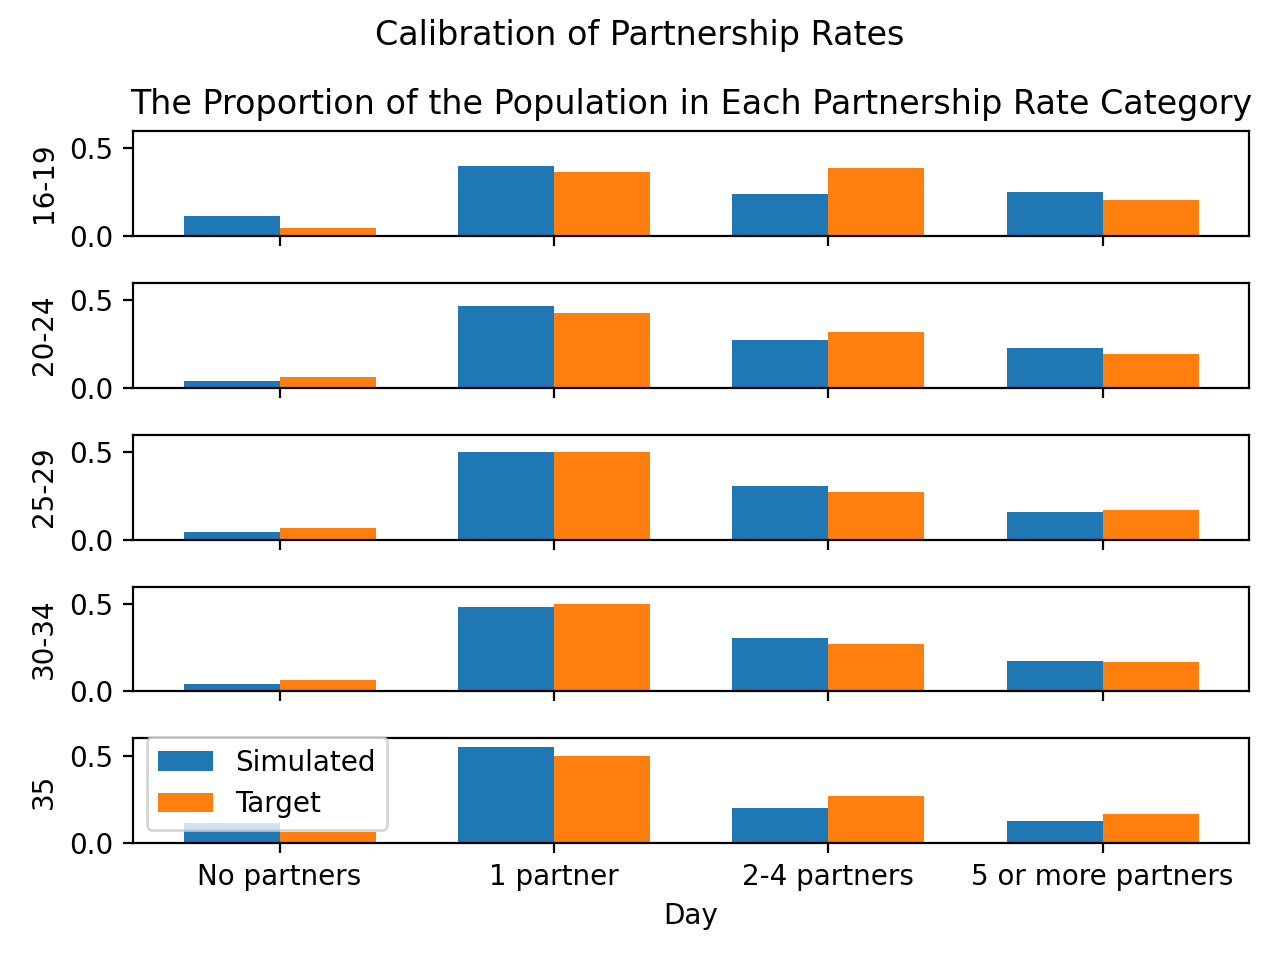 Calibration of Partnership Rates
The Proportion of the Population in Each Partnership Rate Category
16-19
0.5
0.0
20-24
0.5
0.0
25-29
0.5
0.0
30-34
0.5
0.0
35
0.5
0.0
Simulated
Target
No partners
1 partner
2-4 partners
5 or more partners
Day